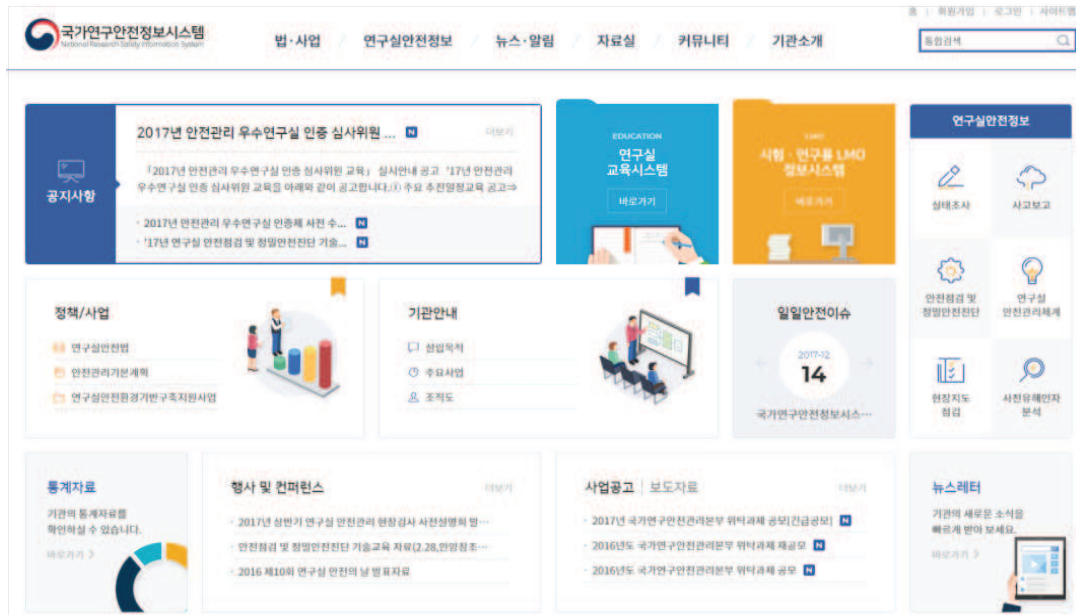 홈 | 회원가입 | 로그인 | 사이트맵
국가연구안전정보시스템
National Research Safety Information System
법·사업 / 연구실안전정보 / 뉴스·알림 / 자료실 / 커뮤니티 / 기관소개
통합검색
공지사항
2017년 안전관리 우수연구실 인증 심사위원 ... N
더보기
「2017년 안전관리 우수연구실 인증 심사위원 교육」 실시안내 공고 '17년 안전관리
우수연구실 인증 심사위원 교육을 아래와 같이 공고합니다.① 주요 추진일정교육 공고⇒
· 2017년 안전관리 우수연구실 인증제 사전 수... N
· '17년 연구실 안전점검 및 정밀안전진단 기술... N
EDUCATION
연구실
교육시스템
바로가기
LMO
시험·연구용 LMO
정보시스템
바로가기
연구실안전정보
실태조사
사고보고
안전점검 및
정밀안전진단
연구실
안전관리체계
현장지도
점검
사전유해인자
분석
정책/사업
연구실안전법
안전관리기본계획
연구실안전환경기반구축지원사업
기관안내
설립목적
주요사업
조직도
일일안전이슈
2017-12
14
국가연구안전정보시스…
통계자료
기관의 통계자료를
확인하실 수 있습니다.
바로가기 >
행사 및 컨퍼런스
더보기
· 2017년 상반기 연구실 안전관리 현장검사 사전설명회 발…
· 안전점검 및 정밀안전진단 기술교육 자료(2.28,안양창조…
· 2016 제10회 연구실 안전의 날 발표자료
사업공고 | 보도자료
더보기
· 2017년 국가연구안전관리본부 위탁과제 공모[긴급공모] N
· 2016년도 국가연구안전관리본부 위탁과제 재공모 N
· 2016년도 국가연구안전관리본부 위탁과제 공모 N
뉴스레터
기관의 새로운 소식을
빠르게 받아 보세요.
바로가기 >